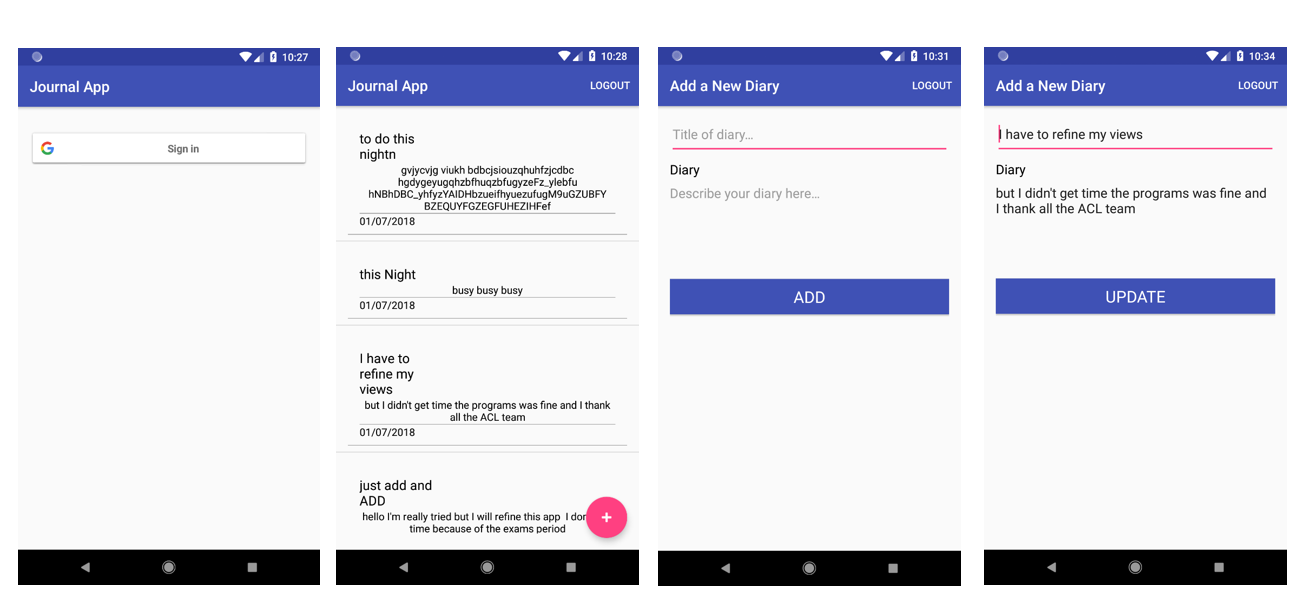 10:27
Journal App
Sign in
10:28
Journal App
LOGOUT
to do this
nightn
gvjycvjg viukh bdbcjsiouzqhuhfzjcdbc
hgdygeyugqhzbfhuqzbfugyzeFz_ylebfu
hNBhDBC_yhfyzYAIDHbzueifhyuezufugM9uGZUBFY
BZEQUYFGZEGFUHEZIHFef
01/07/2018
this Night
busy busy busy
01/07/2018
I have to
refine my
views
but I didn't get time the programs was fine and I thank
all the ACL team
01/07/2018
just add and
ADD
hello I'm really tried but I will refine this app I don
time because of the exams period
+
10:31
Add a New Diary
LOGOUT
Title of diary...
Diary
Describe your diary here...
ADD
10:34
Add a New Diary
LOGOUT
I have to refine my views
Diary
but I didn't get time the programs was fine and
I thank all the ACL team
UPDATE